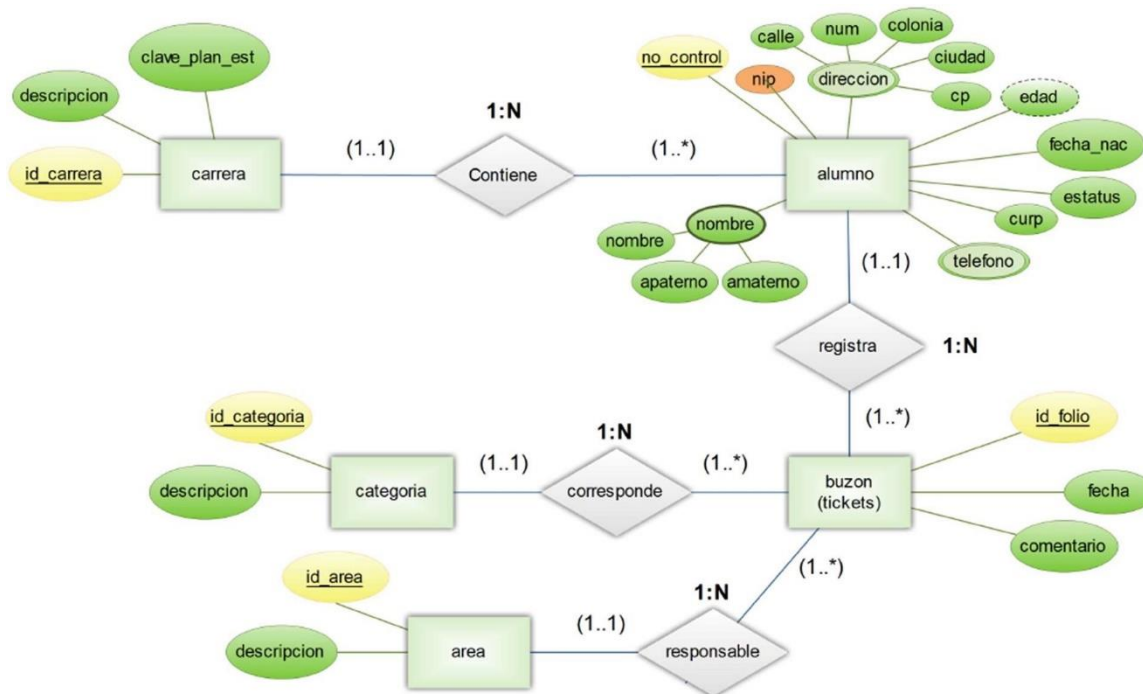 clave_plan_est
descripcion
id_carrera
carrera
1:N
(1..1)
Contiene
(1..*)
no_control
nip
calle
num
colonia
ciudad
cp
direccion
edad
fecha_nac
estatus
curp
telefono
alumno
nombre
nombre
apaterno
amaterno
(1..1)
registra
1:N
(1..*)
id_categoria
descripcion
categoria
(1..1)
1:N
corresponde
(1..*)
buzon
(tickets)
id_folio
fecha
comentario
(1..*)
id_area
descripcion
area
(1..1)
1:N
responsable